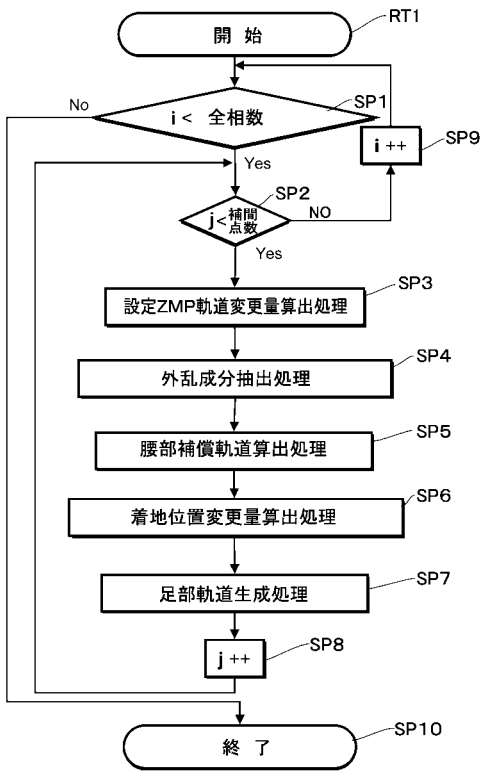 開 始
RT1
No
i < 全相数
SP1
Yes
i ++
SP9
SP2
j<補間
点数
NO
Yes
設定ZMP軌道変更量算出処理
SP3
外乱成分抽出処理
SP4
腰部補償軌道算出処理
SP5
着地位置変更量算出処理
SP6
足部軌道生成処理
SP7
j ++
SP8
終 了
SP10